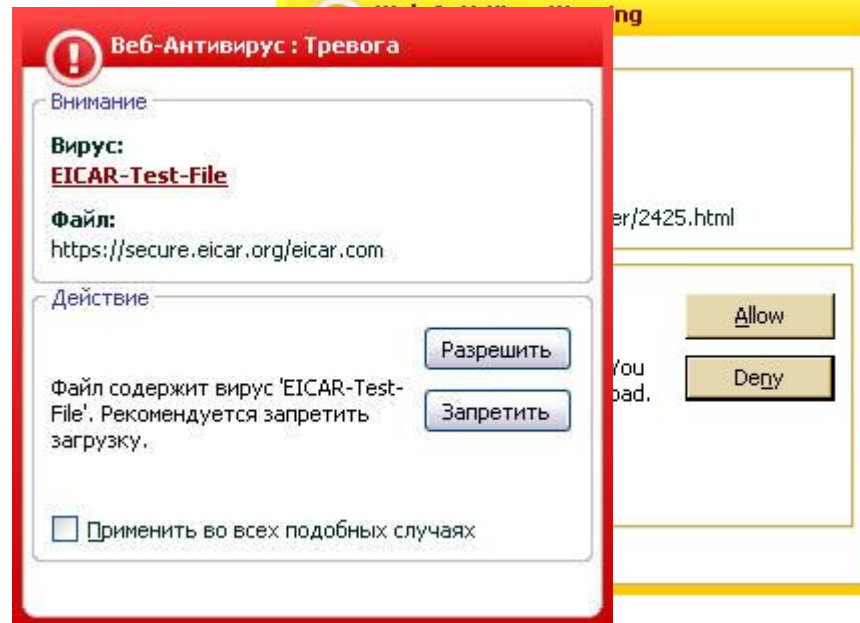 Веб-Антивирус : Тревога
Внимание
Вирус:
EICAR-Test-File
Файл:
https://secure.eicar.org/eicar.com
Действие
Разрешить
Файл содержит вирус 'EICAR-Test-
File'. Рекомендуется запретить
загрузку.
Запретить
Применить во всех подобных случаях
ng
er/2425.html
Allow
You
oad.
Deny